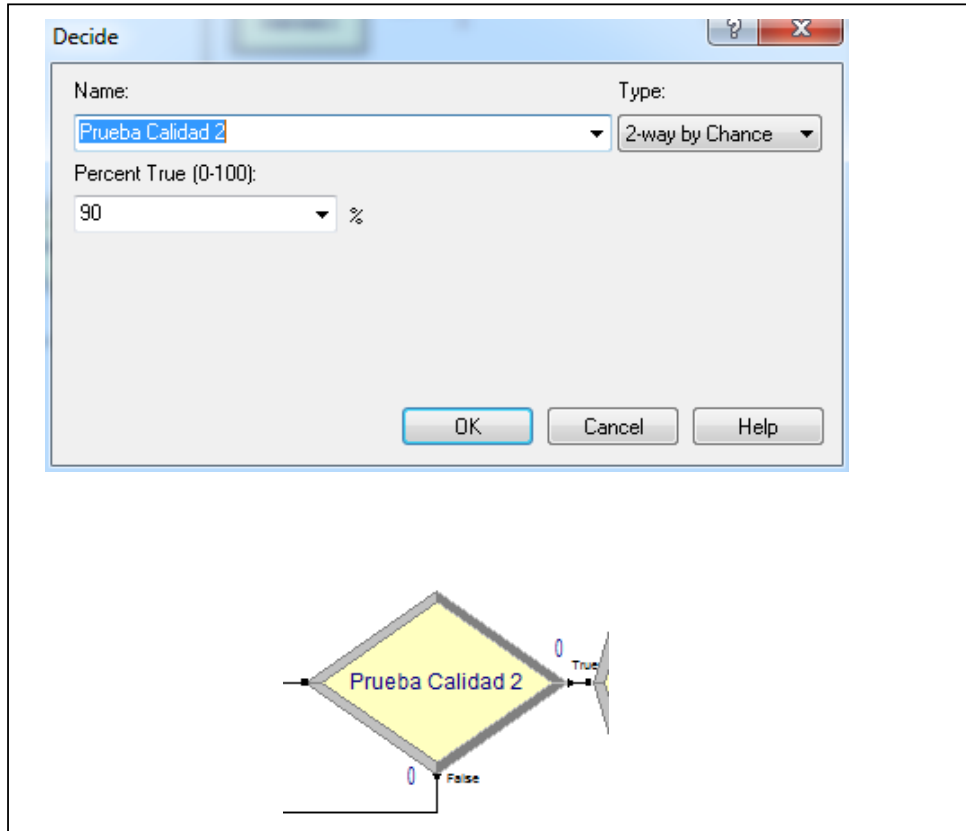 Decide
?
X
Name:
Type:
Prueba Calidad 2
2-way by Chance
Percent True (0-100):
90
%
OK
Cancel
Help
0
True
Prueba Calidad 2
0
False